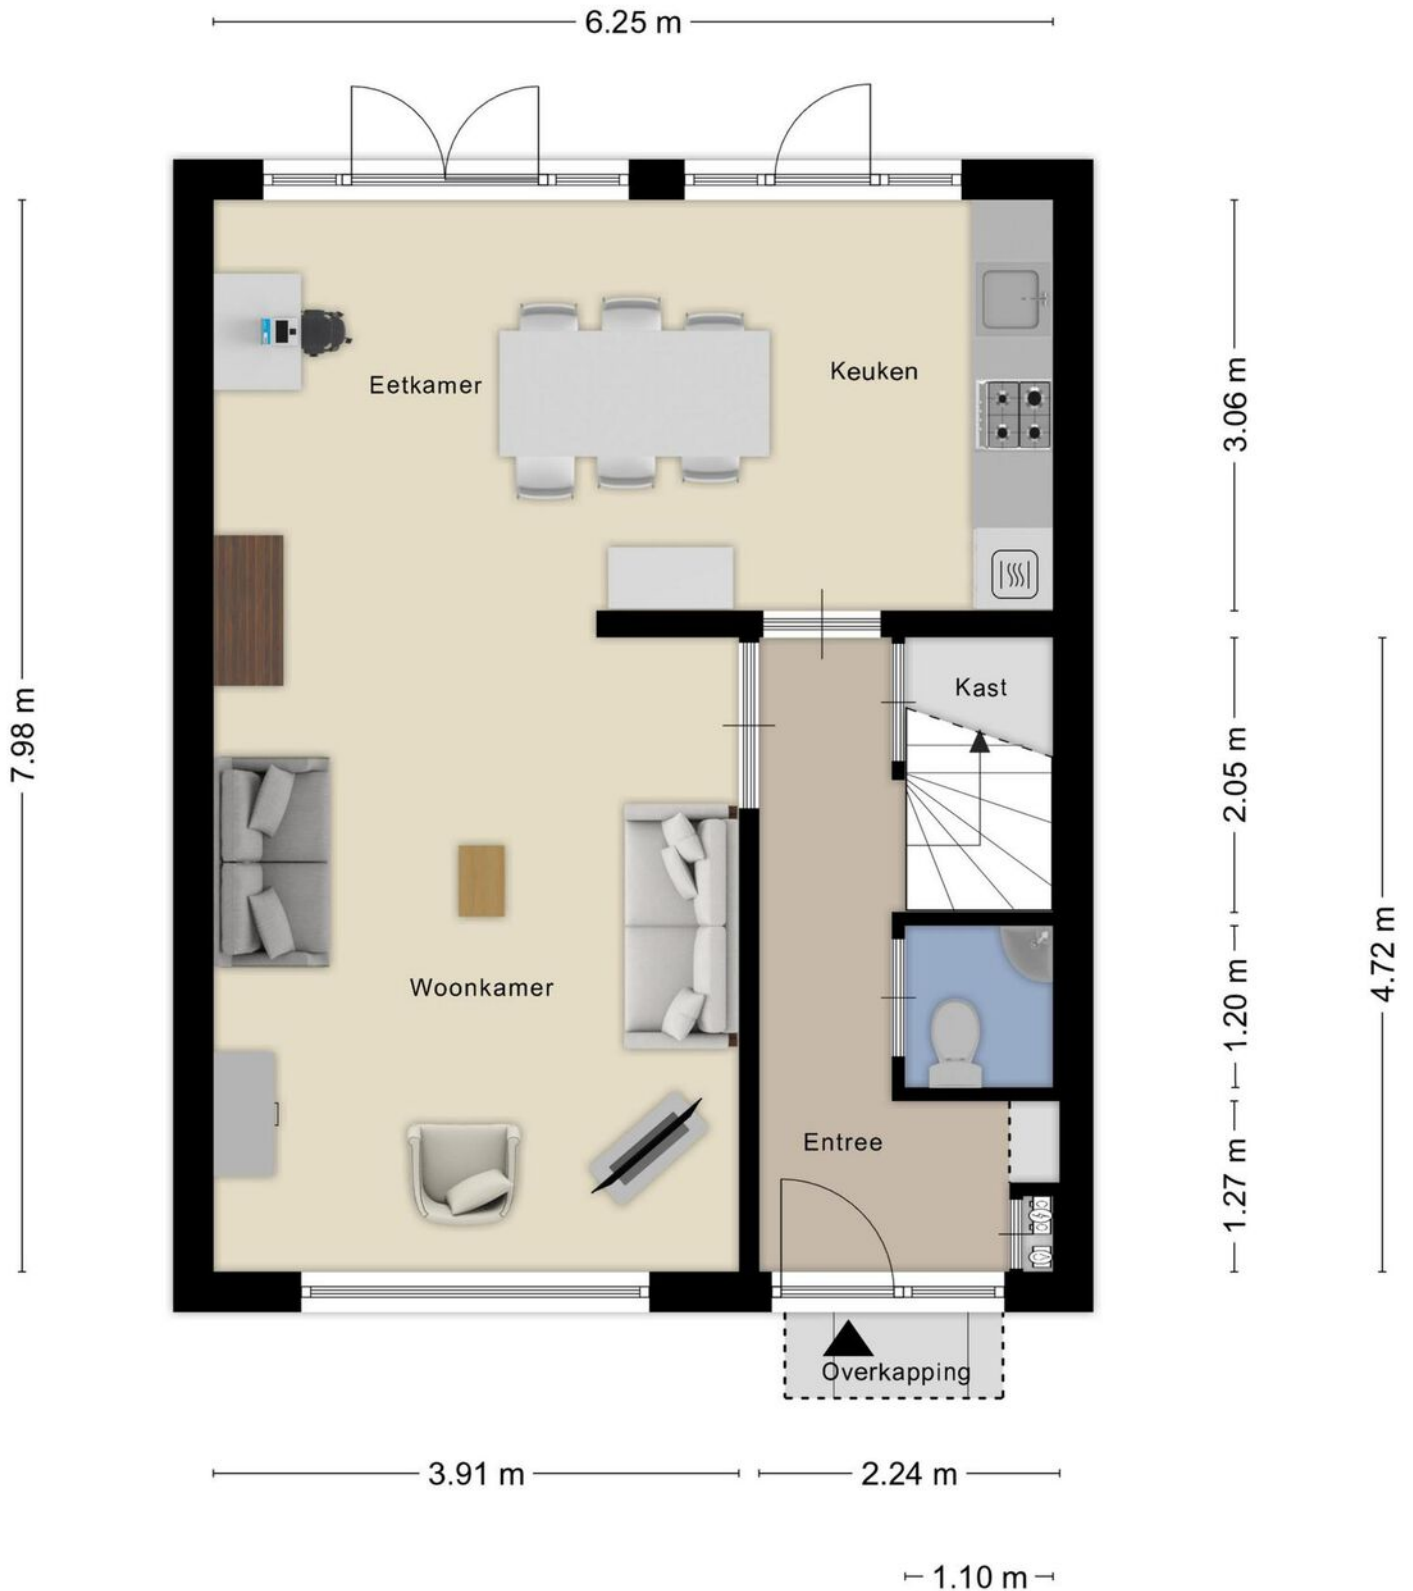 6.25 m
Eetkamer
Keuken
3.06 m
7.98 m
Kast
2.05 m
4.72 m
Woonkamer
1.20 m
Entree
1.27 m
Overkapping
3.91 m
2.24 m
1.10 m